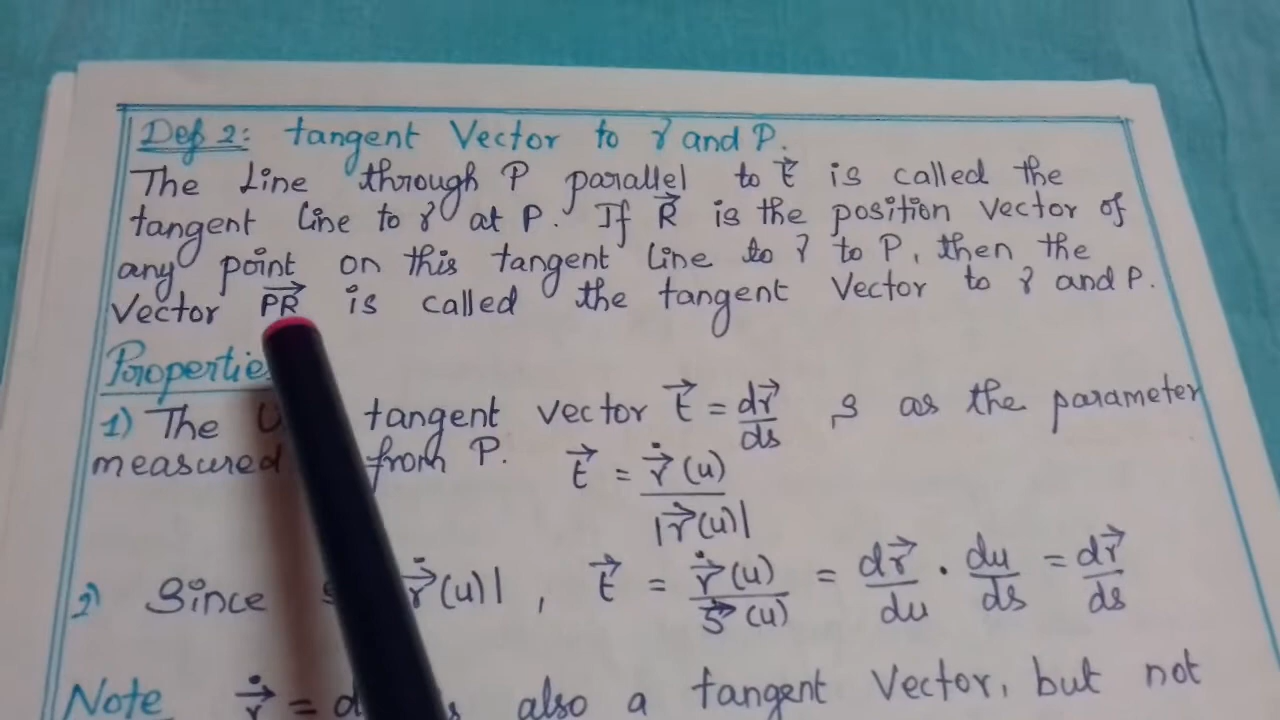 Def 2: tangent Vector to γ and P.
The Line through P parallel to t⃗ is called the
tangent line to γ at P. If R⃗ is the position vector of
any point on this tangent line to γ to P, then the
Vector PR⃗ is called the tangent Vector to γ and P.
Propertie
1) The tangent vector t⃗ = dr⃗/ds, s as the parameter
measured from P. t⃗ = ṙ⃗(u)/|r⃗(u)|
2) Since ṙ⃗(u)|, t⃗ = ṙ⃗(u)/ṡ(u) = dr⃗/du · du/ds = dr⃗/ds
Note ṙ⃗ = d also a tangent Vector, but not